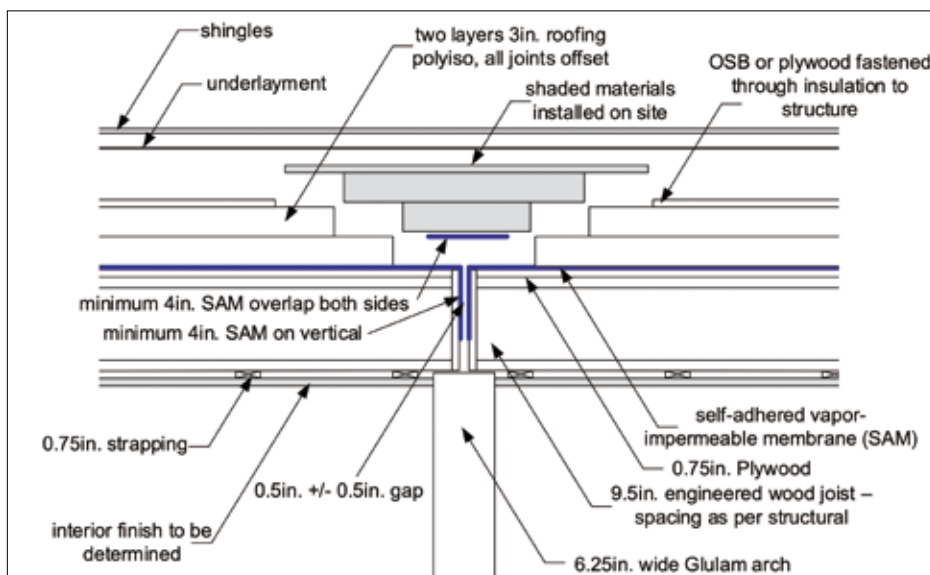 shingles
two layers 3in. roofing
polyiso, all joints offset
OSB or plywood fastened
through insulation to
structure
underlayment
shaded materials
installed on site
minimum 4in. SAM overlap both sides
minimum 4in. SAM on vertical
self-adhered vapor-
impermeable membrane (SAM)
0.75in. strapping
0.75in. Plywood
0.5in. +/- 0.5in. gap
9.5in. engineered wood joist –
spacing as per structural
interior finish to be
determined
6.25in. wide Glulam arch